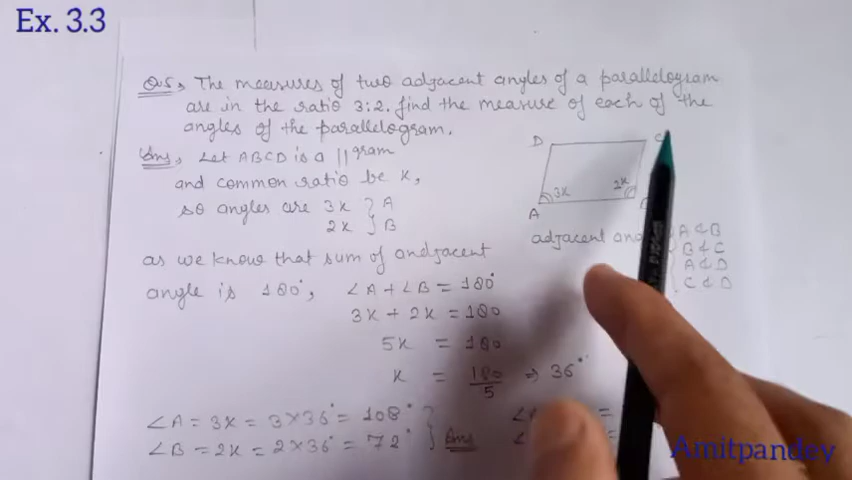 Ex. 3.3
Q.5, The measures of two adjacent angles of a parallelogram
are in the ratio 3:2. find the measure of each of the
angles of the parallelogram.
Ans, Let ABCD is a ||gram
and common ratio be x,
so angles are 3x } A
2x } B
D
C
3x
2x
A
adjacent ang
A & B
B & C
A & D
C & D
as we know that sum of andjacent
angle is 180°, ∠A + ∠B = 180°
3x + 2x = 180
5x = 180
x = 180/5 ⇒ 36°
∠A = 3x = 3×36° = 108°
∠B = 2x = 2×36° = 72° } Ans
Amitpandey